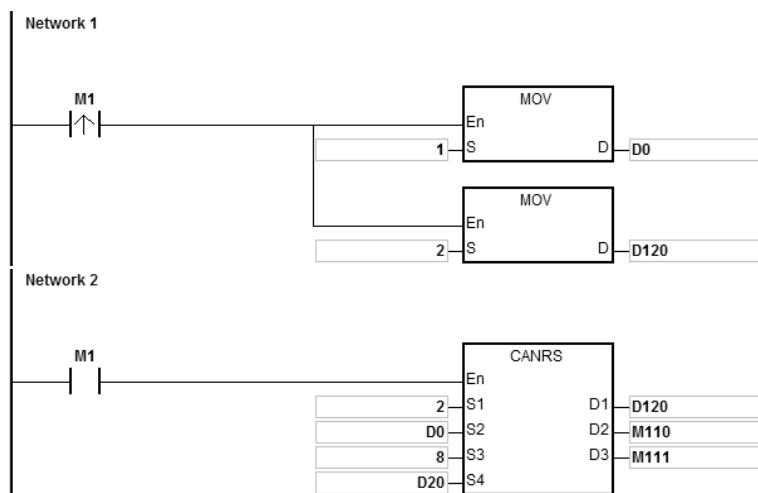 Network 1
M1
MOV
En
1 S D D0
MOV
En
2 S D D120
Network 2
M1
CANRS
En
2 S1 D1 D120
D0 S2 D2 M110
8 S3 D3 M111
D20 S4